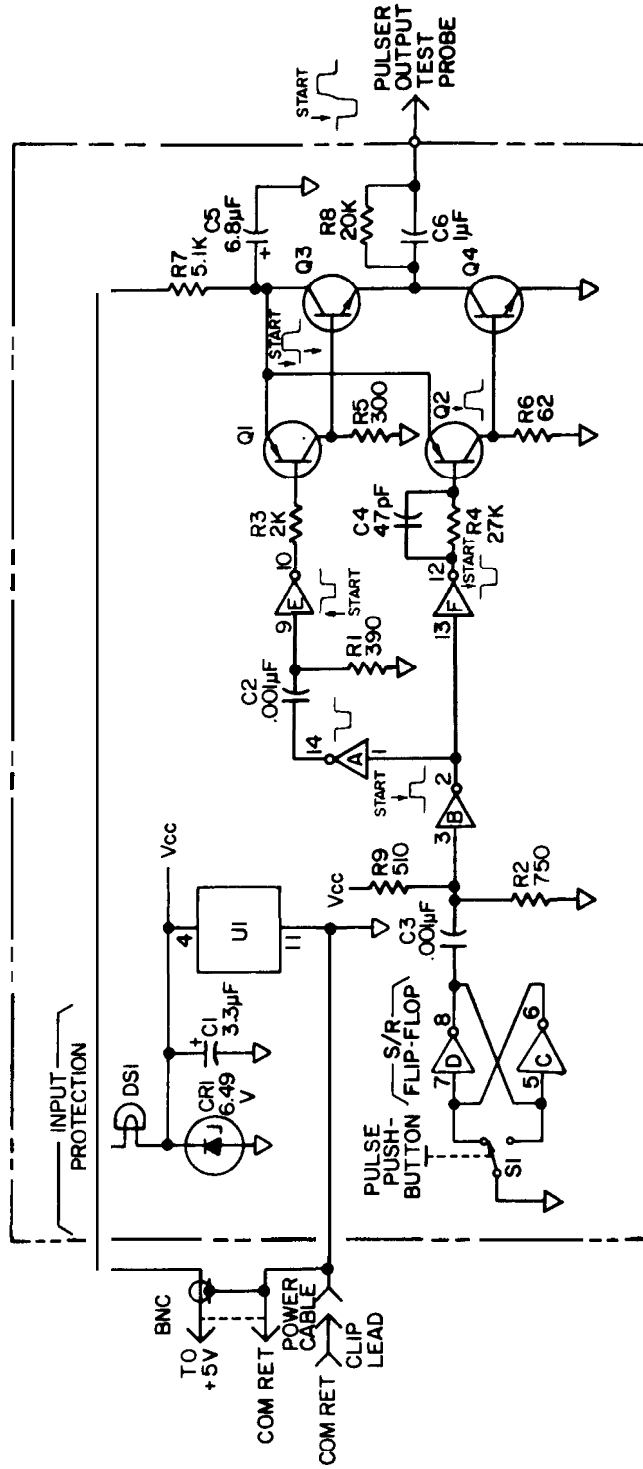 INPUT
PROTECTION
DS1
BNC
TO
+5V
COM RET
POWER
CABLE
COM RET
CLIP
LEAD
CR1
6.49
V
+
C1
3.3µF
Vcc
4
U1
11
PULSE
PUSH-
BUTTON
S1
S/R
FLIP-FLOP
7
D
8
5
C
6
C3
.001µF
Vcc
R9
510
R2
750
3
B
2
START
1
A
14
C2
.001µF
R1
390
9
E
10
START
R3
2K
13
F
12
START
C4
47pF
R4
27K
Q1
R5
300
Q2
R6
62
START
R7
5.1K
+
C5
6.8µF
Q3
R8
20K
C6
1µF
Q4
START
PULSER
OUTPUT
TEST
PROBE